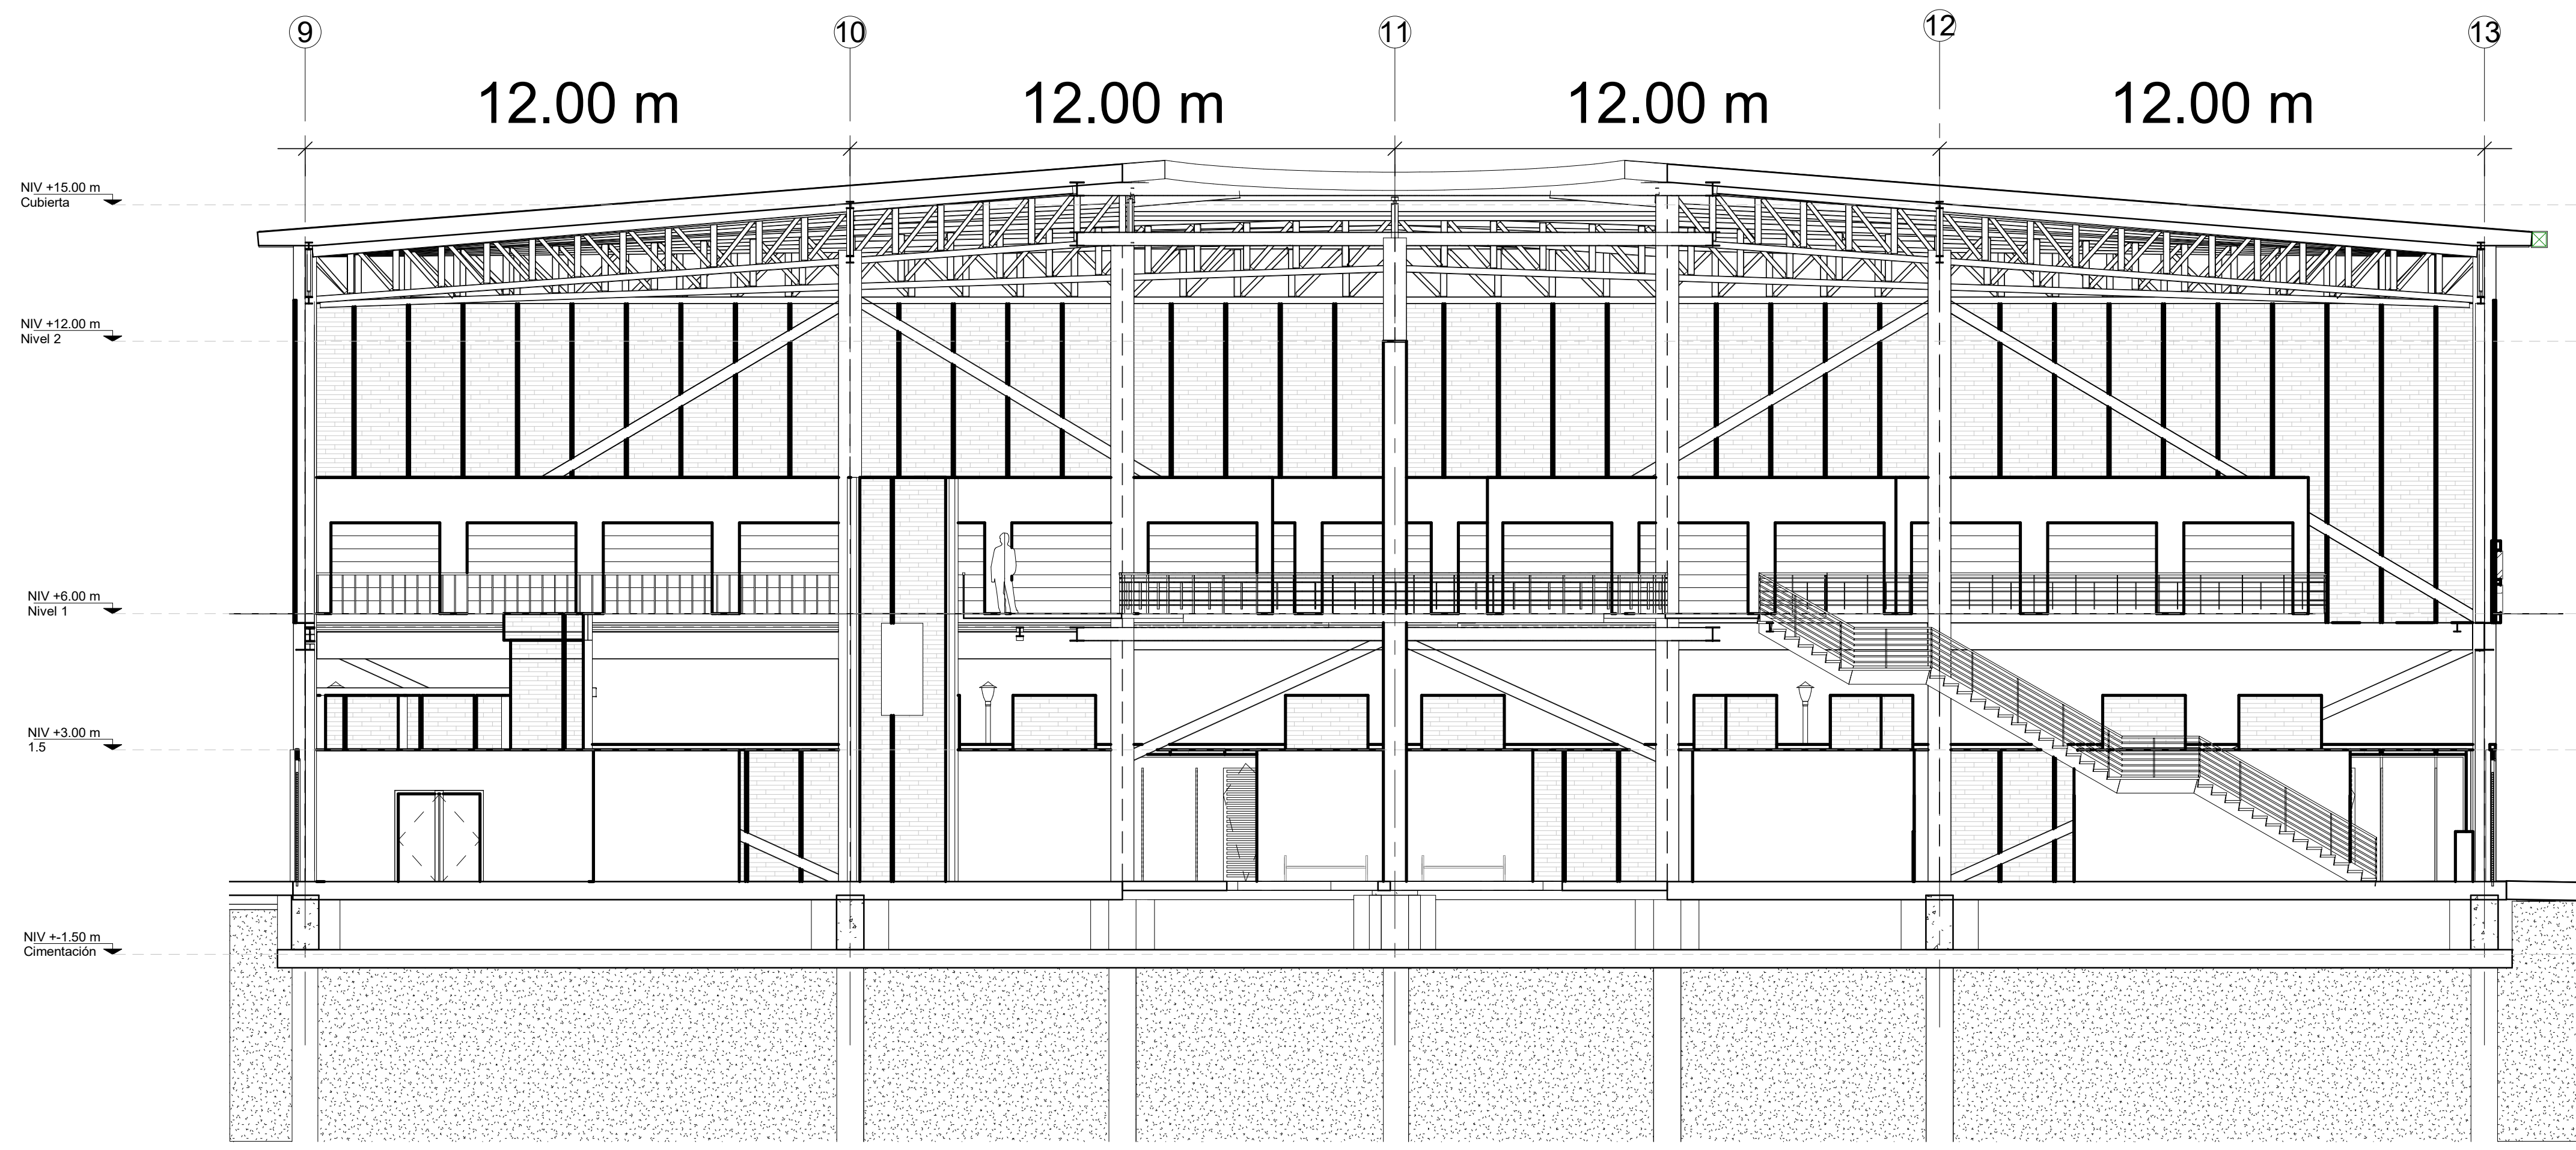 9
10
11
12
13
12.00 m
12.00 m
12.00 m
12.00 m
NIV +15.00 m
Cubierta
NIV +12.00 m
Nivel 2
NIV +6.00 m
Nivel 1
NIV +3.00 m
1.5
NIV +-1.50 m
Cimentación